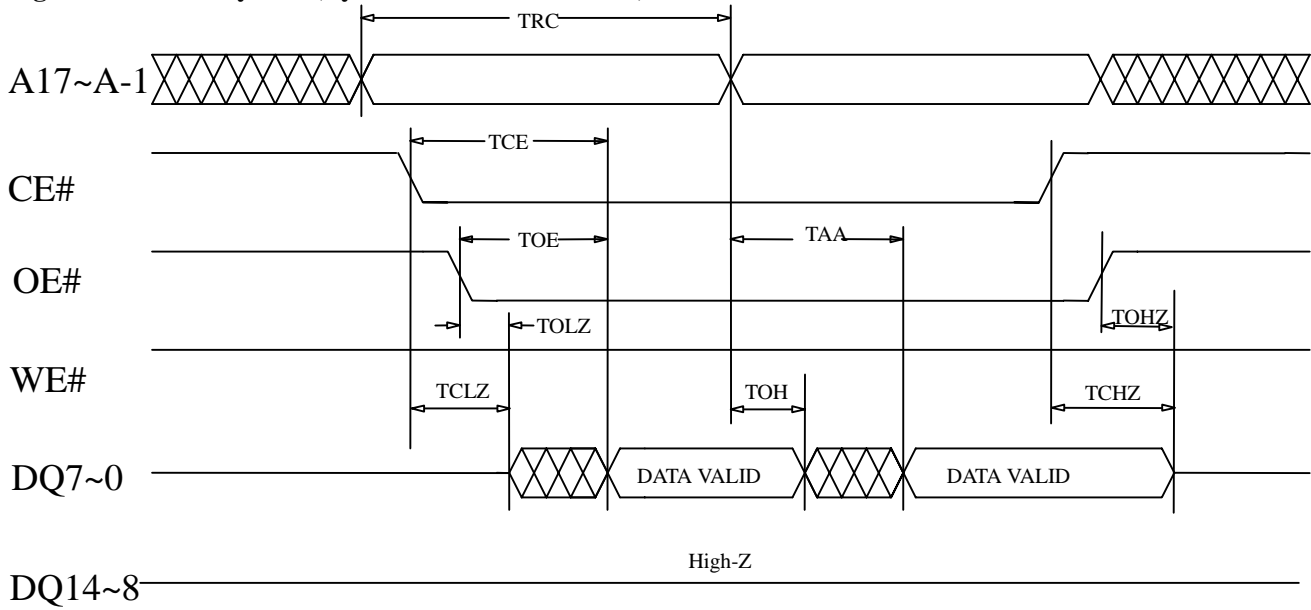 TRC
A17~A-1
TCE
CE#
TOE
TAA
OE#
TOLZ
TOHZ
WE#
TCLZ
TOH
TCHZ
DQ7~0
DATA VALID
DATA VALID
High-Z
DQ14~8